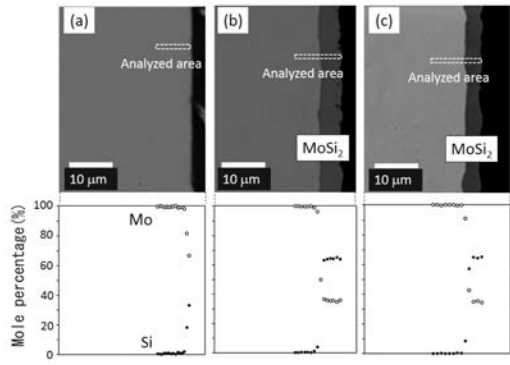 (a)
Analyzed area
10 μm
(b)
Analyzed area
MoSi₂
10 μm
(c)
Analyzed area
MoSi₂
10 μm
Mole percentage(%)
100
80
60
40
20
0
Mo
Si